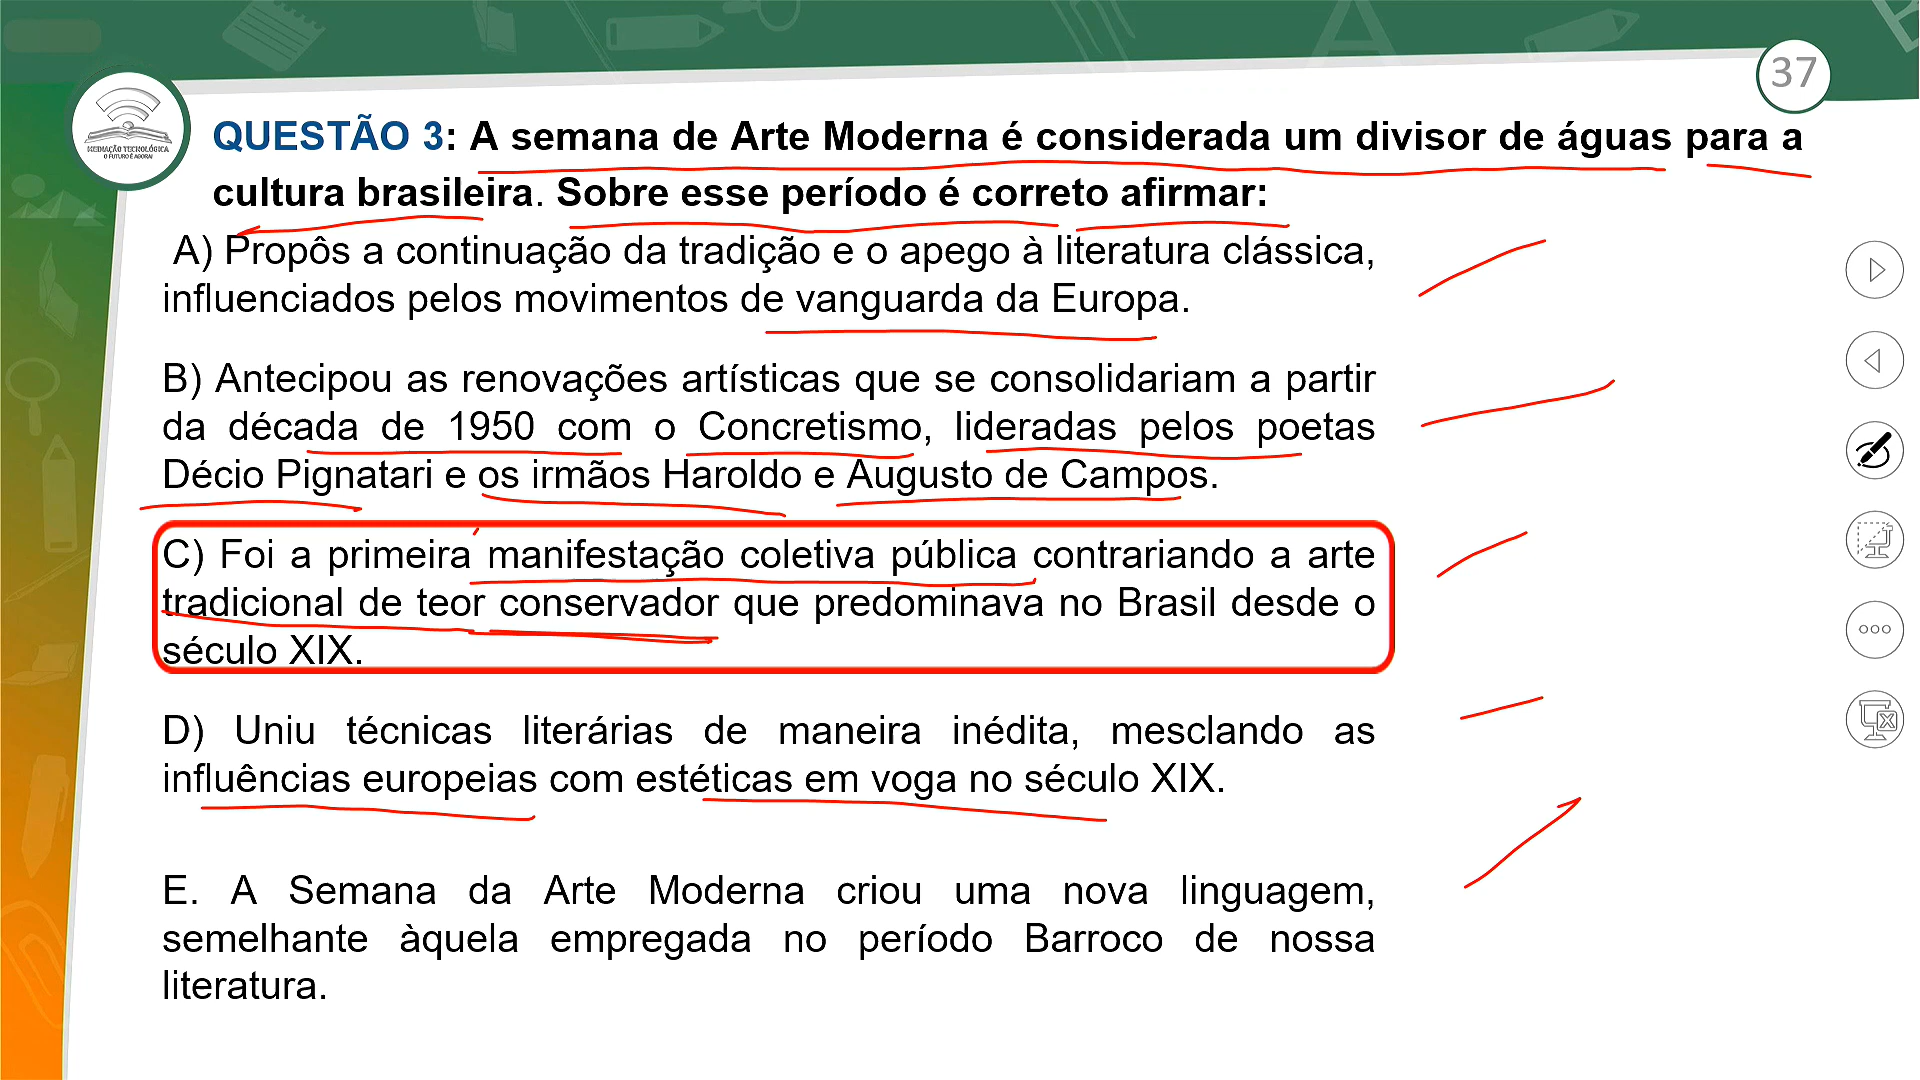 37
MEDIAÇÃO TECNOLÓGICA
O FUTURO É AGORA!
QUESTÃO 3: A semana de Arte Moderna é considerada um divisor de águas para a
cultura brasileira. Sobre esse período é correto afirmar:
A) Propôs a continuação da tradição e o apego à literatura clássica,
influenciados pelos movimentos de vanguarda da Europa.
B) Antecipou as renovações artísticas que se consolidariam a partir
da década de 1950 com o Concretismo, lideradas pelos poetas
Décio Pignatari e os irmãos Haroldo e Augusto de Campos.
C) Foi a primeira manifestação coletiva pública contrariando a arte
tradicional de teor conservador que predominava no Brasil desde o
século XIX.
D) Uniu técnicas literárias de maneira inédita, mesclando as
influências europeias com estéticas em voga no século XIX.
E. A Semana da Arte Moderna criou uma nova linguagem,
semelhante àquela empregada no período Barroco de nossa
literatura.